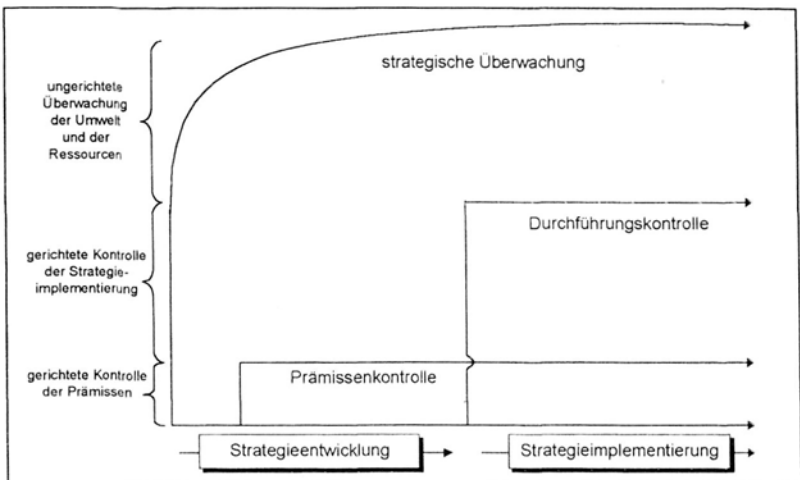 strategische Überwachung
ungerichtete
Überwachung
der Umwelt
und der
Ressourcen
Durchführungskontrolle
gerichtete Kontrolle
der Strategie-
implementierung
gerichtete Kontrolle
der Prämissen
Prämissenkontrolle
Strategieentwicklung
Strategieimplementierung